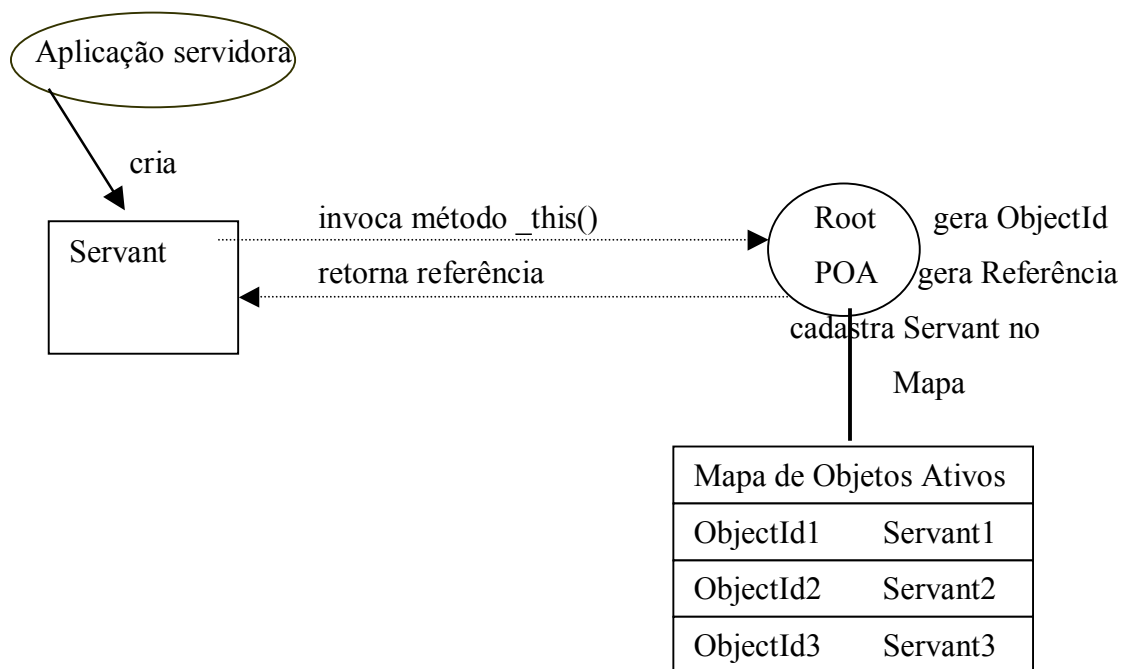 Aplicação servidora
cria
Servant
invoca método _this()
retorna referência
Root
POA
gera ObjectId
gera Referência
cadastra Servant no
Mapa
Mapa de Objetos Ativos
ObjectId1 Servant1
ObjectId2 Servant2
ObjectId3 Servant3